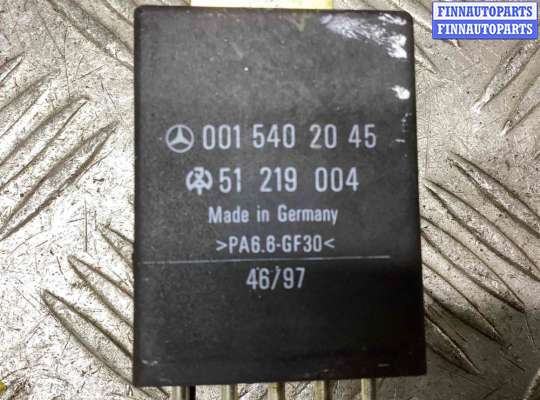 FINNAUTOPARTS
FINNAUTOPARTS
001 540 20 45
51 219 004
Made in Germany
>PA6.6-GF30<
46/97